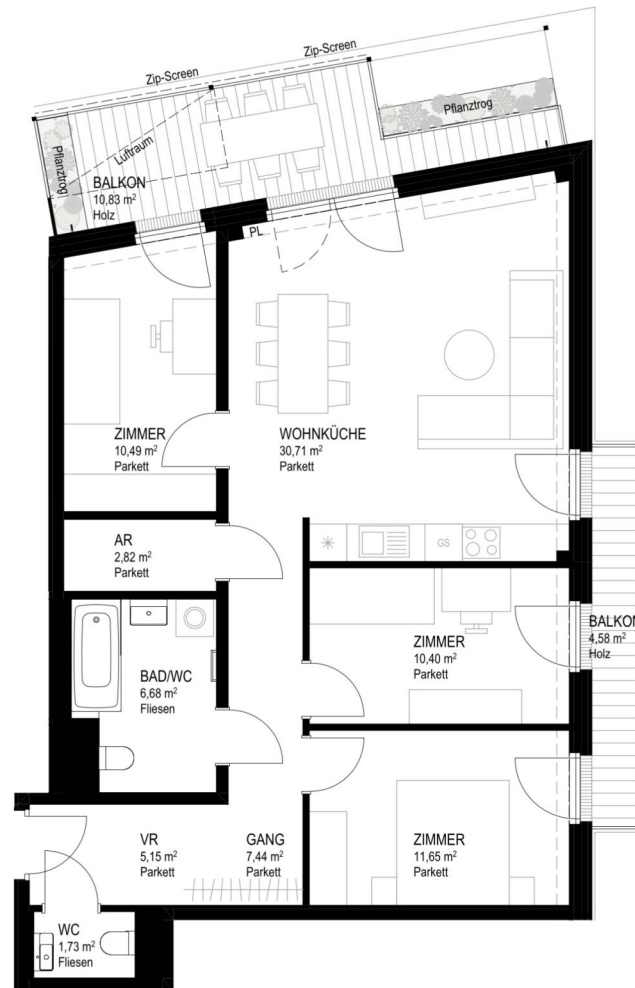 Zip-Screen
Zip-Screen
Pflanztrog
Pflanztrog
Luftraum
BALKON
10,83 m²
Holz
PL
ZIMMER
10,49 m²
Parkett
WOHNKÜCHE
30,71 m²
Parkett
AR
2,82 m²
Parkett
GS
BAD/WC
6,68 m²
Fliesen
ZIMMER
10,40 m²
Parkett
BALKON
4,58 m²
Holz
VR
5,15 m²
Parkett
GANG
7,44 m²
Parkett
ZIMMER
11,65 m²
Parkett
WC
1,73 m²
Fliesen